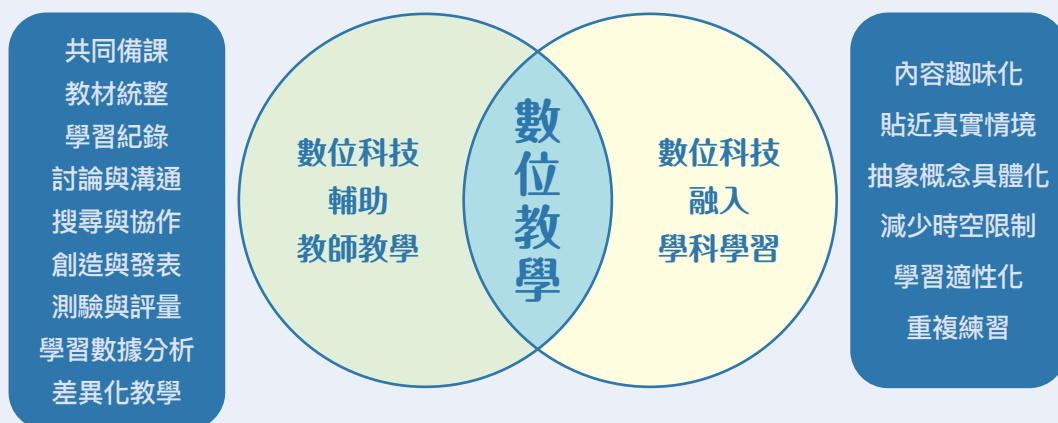 共同備課
教材統整
學習紀錄
討論與溝通
搜尋與協作
創造與發表
測驗與評量
學習數據分析
差異化教學
數位科技
輔助
教師教學
數位教學
數位科技
融入
學科學習
內容趣味化
貼近真實情境
抽象概念具體化
減少時空限制
學習適性化
重複練習